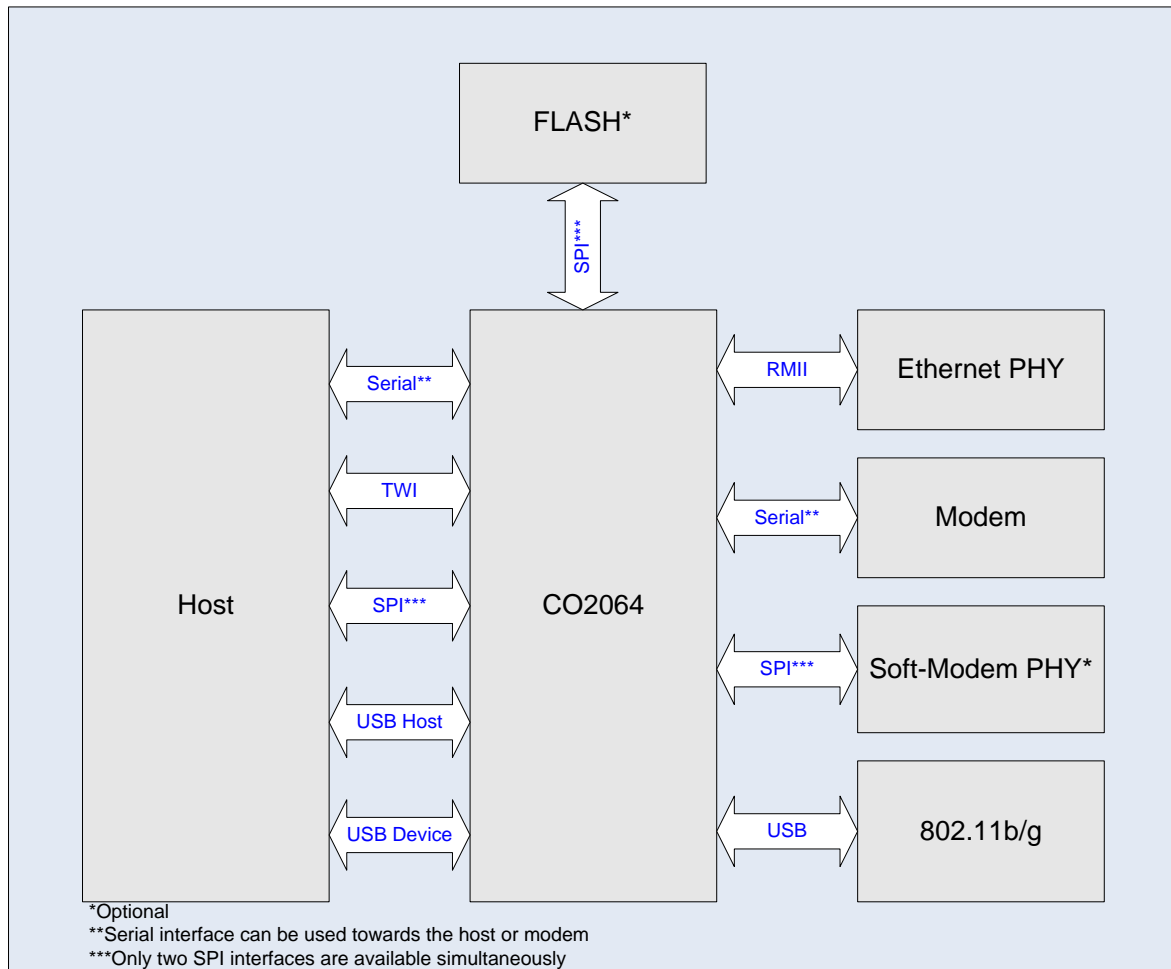 FLASH*
SPI***
Host
Serial**
TWI
SPI***
USB Host
USB Device
CO2064
RMII
Serial**
SPI***
USB
Ethernet PHY
Modem
Soft-Modem PHY*
802.11b/g
*Optional
**Serial interface can be used towards the host or modem
***Only two SPI interfaces are available simultaneously